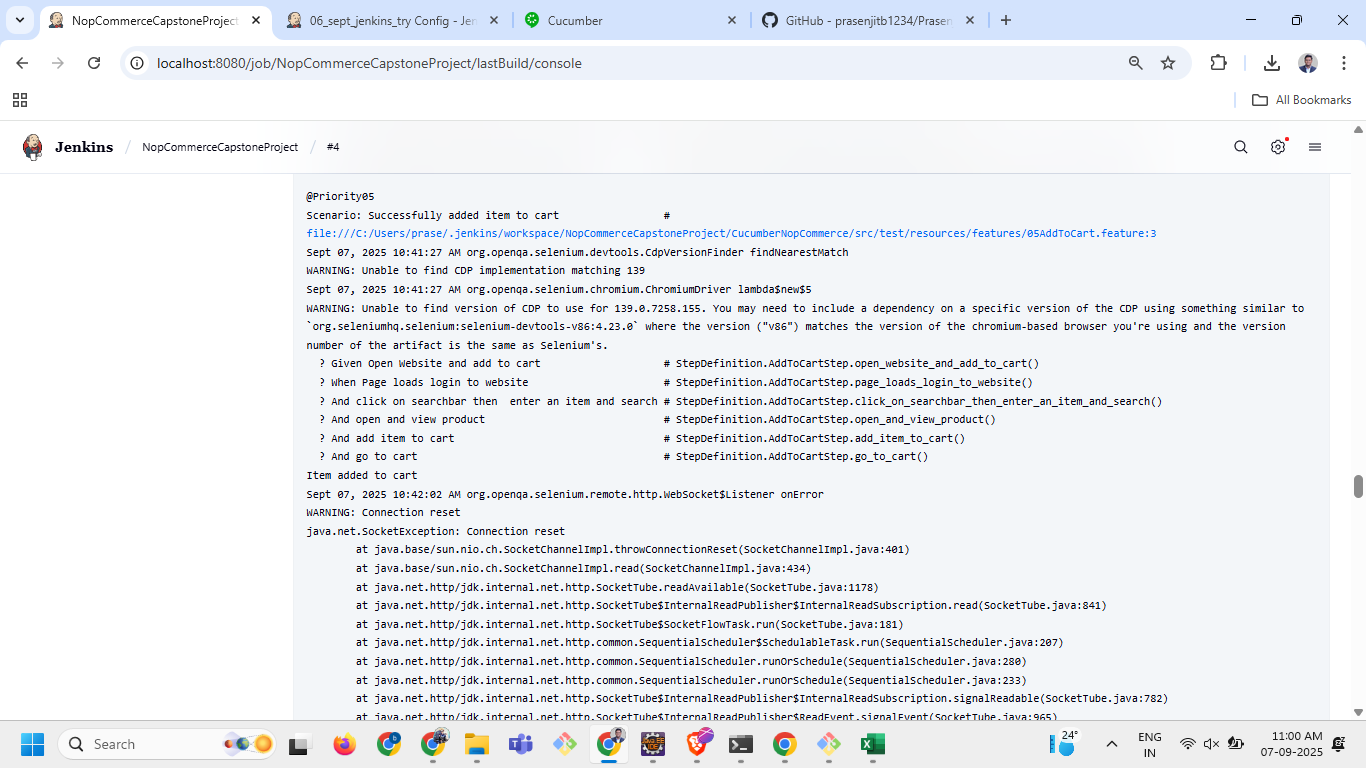 NopCommerceCapstoneProject
06_sept_jenkins_try Config - Jen
Cucumber
GitHub - prasenjitb1234/Prasen
localhost:8080/job/NopCommerceCapstoneProject/lastBuild/console
All Bookmarks
Jenkins / NopCommerceCapstoneProject / #4
@Priority05
Scenario: Successfully added item to cart #
file:///C:/Users/prase/.jenkins/workspace/NopCommerceCapstoneProject/CucumberNopCommerce/src/test/resources/features/05AddToCart.feature:3
Sept 07, 2025 10:41:27 AM org.openqa.selenium.devtools.CdpVersionFinder findNearestMatch
WARNING: Unable to find CDP implementation matching 139
Sept 07, 2025 10:41:27 AM org.openqa.selenium.chromium.ChromiumDriver lambda$new$5
WARNING: Unable to find version of CDP to use for 139.0.7258.155. You may need to include a dependency on a specific version of the CDP using something similar to
`org.seleniumhq.selenium:selenium-devtools-v86:4.23.0` where the version ("v86") matches the version of the chromium-based browser you're using and the version
number of the artifact is the same as Selenium's.
? Given Open Website and add to cart # StepDefinition.AddToCartStep.open_website_and_add_to_cart()
? When Page loads login to website # StepDefinition.AddToCartStep.page_loads_login_to_website()
? And click on searchbar then  enter an item and search # StepDefinition.AddToCartStep.click_on_searchbar_then_enter_an_item_and_search()
? And open and view product # StepDefinition.AddToCartStep.open_and_view_product()
? And add item to cart # StepDefinition.AddToCartStep.add_item_to_cart()
? And go to cart # StepDefinition.AddToCartStep.go_to_cart()
Item added to cart
Sept 07, 2025 10:42:02 AM org.openqa.selenium.remote.http.WebSocket$Listener onError
WARNING: Connection reset
java.net.SocketException: Connection reset
at java.base/sun.nio.ch.SocketChannelImpl.throwConnectionReset(SocketChannelImpl.java:401)
at java.base/sun.nio.ch.SocketChannelImpl.read(SocketChannelImpl.java:434)
at java.net.http/jdk.internal.net.http.SocketTube.readAvailable(SocketTube.java:1178)
at java.net.http/jdk.internal.net.http.SocketTube$InternalReadPublisher$InternalReadSubscription.read(SocketTube.java:841)
at java.net.http/jdk.internal.net.http.SocketTube$SocketFlowTask.run(SocketTube.java:181)
at java.net.http/jdk.internal.net.http.common.SequentialScheduler$SchedulableTask.run(SequentialScheduler.java:207)
at java.net.http/jdk.internal.net.http.common.SequentialScheduler.runOrSchedule(SequentialScheduler.java:280)
at java.net.http/jdk.internal.net.http.common.SequentialScheduler.runOrSchedule(SequentialScheduler.java:233)
at java.net.http/jdk.internal.net.http.SocketTube$InternalReadPublisher$InternalReadSubscription.signalReadable(SocketTube.java:782)
at java.net.http/jdk.internal.net.http.SocketTube$InternalReadPublisher$ReadEvent.signalEvent(SocketTube.java:965)
Search
24°
ENG
IN
11:00 AM
07-09-2025